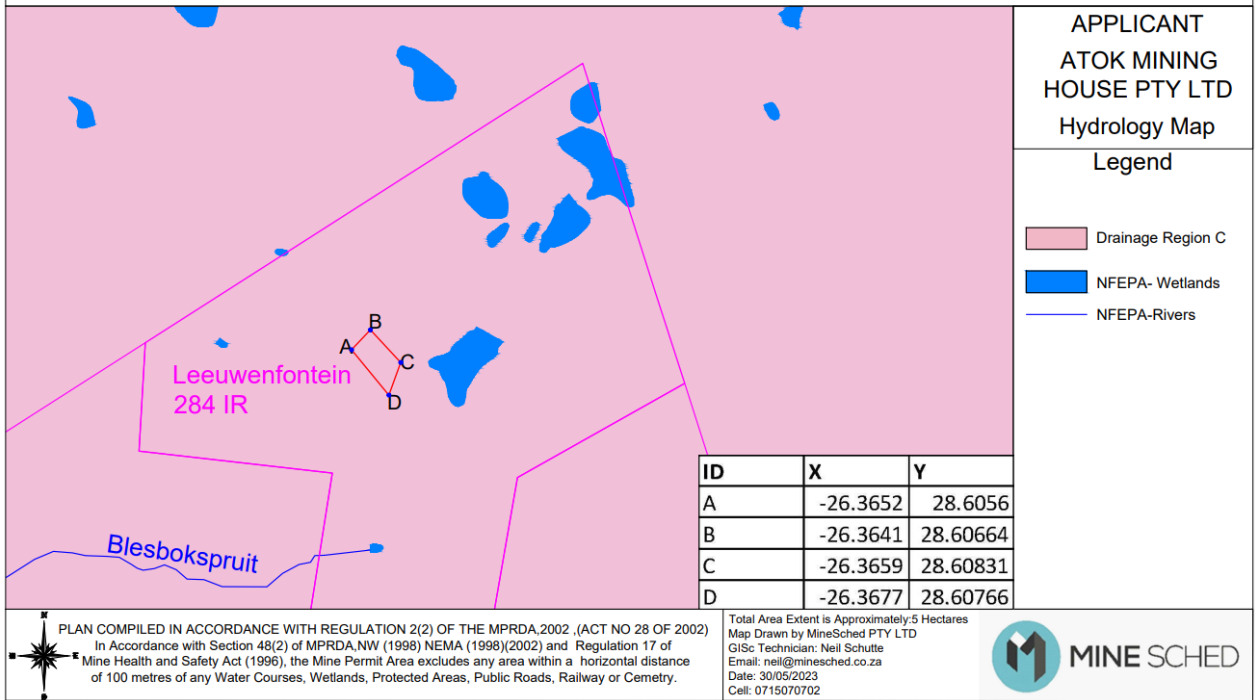 APPLICANT
ATOK MINING
HOUSE PTY LTD
Hydrology Map
Legend
Drainage Region C
NFEPA- Wetlands
NFEPA-Rivers
B
A
C
D
Leeuwenfontein
284 IR
Blesbokspruit
ID X Y
A -26.3652 28.6056
B -26.3641 28.60664
C -26.3659 28.60831
D -26.3677 28.60766
N
W E
S
PLAN COMPILED IN ACCORDANCE WITH REGULATION 2(2) OF THE MPRDA,2002 ,(ACT NO 28 OF 2002)
In Accordance with Section 48(2) of MPRDA,NW (1998) NEMA (1998)(2002) and Regulation 17 of
Mine Health and Safety Act (1996), the Mine Permit Area excludes any area within a horizontal distance
of 100 metres of any Water Courses, Wetlands, Protected Areas, Public Roads, Railway or Cemetry.
Total Area Extent is Approximately:5 Hectares
Map Drawn by MineSched PTY LTD
GISc Technician: Neil Schutte
Email: neil@minesched.co.za
Date: 30/05/2023
Cell: 0715070702
MINE SCHED